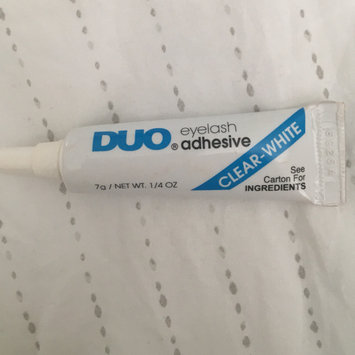 DUO® eyelash adhesive
CLEAR-WHITE
7g / NET WT. 1/4 OZ
See
Carton For
INGREDIENTS